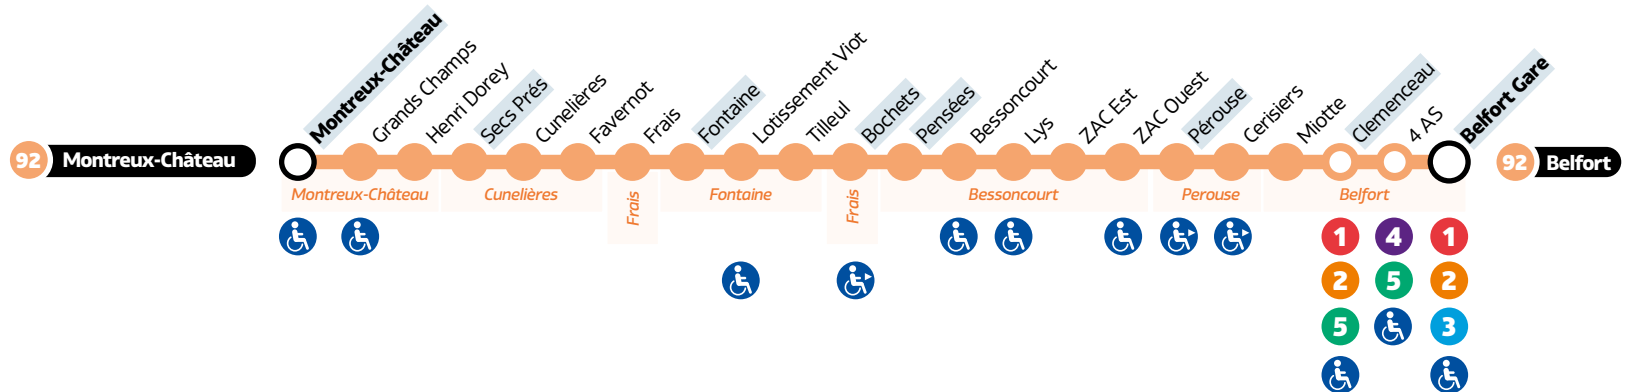 92 Montreux-Château
Montreux-Château
Grands Champs
Henri Dorey
Secs Prés
Cunelières
Favernot
Frais
Fontaine
Lotissement Viot
Tilleul
Bochets
Pensées
Bessoncourt
Lys
ZAC Est
ZAC Ouest
Pérouse
Cerisiers
Miotte
Clemenceau
4 AS
Belfort Gare
92 Belfort
Montreux-Château
Cunelières
Frais
Fontaine
Frais
Bessoncourt
Perouse
Belfort
1 4 1
2 5 2
5 3